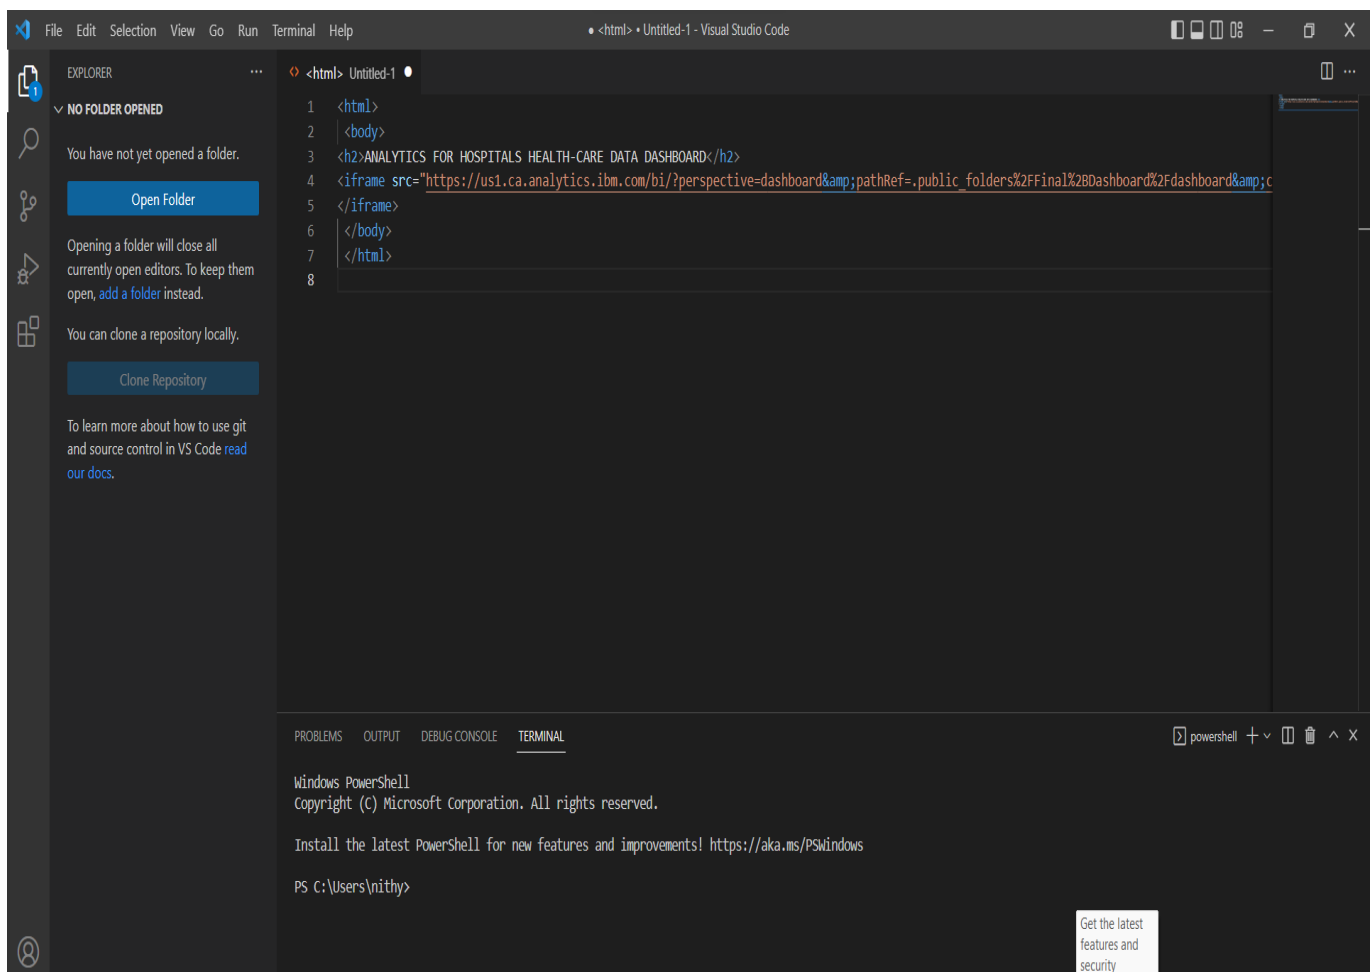 File Edit Selection View Go Run Terminal Help
● <html> • Untitled-1 - Visual Studio Code
EXPLORER
<html> Untitled-1 ●
1
NO FOLDER OPENED
You have not yet opened a folder.
Open Folder
Opening a folder will close all
currently open editors. To keep them
open, add a folder instead.
You can clone a repository locally.
Clone Repository
To learn more about how to use git
and source control in VS Code read
our docs.
1 <html>
2 <body>
3 <h2>ANALYTICS FOR HOSPITALS HEALTH-CARE DATA DASHBOARD</h2>
4 <iframe src="https://us1.ca.analytics.ibm.com/bi/?perspective=dashboard&amp;pathRef=.public_folders%2FFinal%2BDashboard%2Fdashboard&amp;c
5 </iframe>
6 </body>
7 </html>
8
PROBLEMS OUTPUT DEBUG CONSOLE TERMINAL
powershell
Windows PowerShell
Copyright (C) Microsoft Corporation. All rights reserved.
Install the latest PowerShell for new features and improvements! https://aka.ms/PSWindows
PS C:\Users\nithy>
Get the latest
features and
security